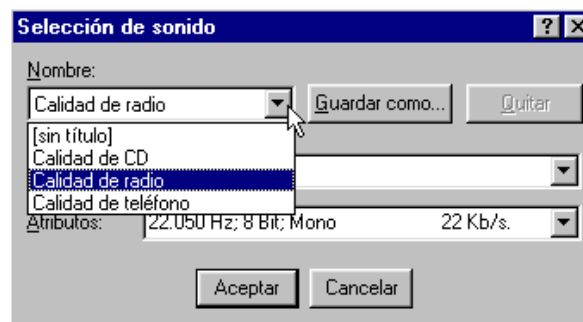 Selección de sonido
Nombre:
Calidad de radio Guardar como... Quitar
[sin título]
Calidad de CD
Calidad de radio
Calidad de teléfono
Atributos: 22.050 Hz; 8 Bit; Mono 22 Kb/s.
Aceptar Cancelar